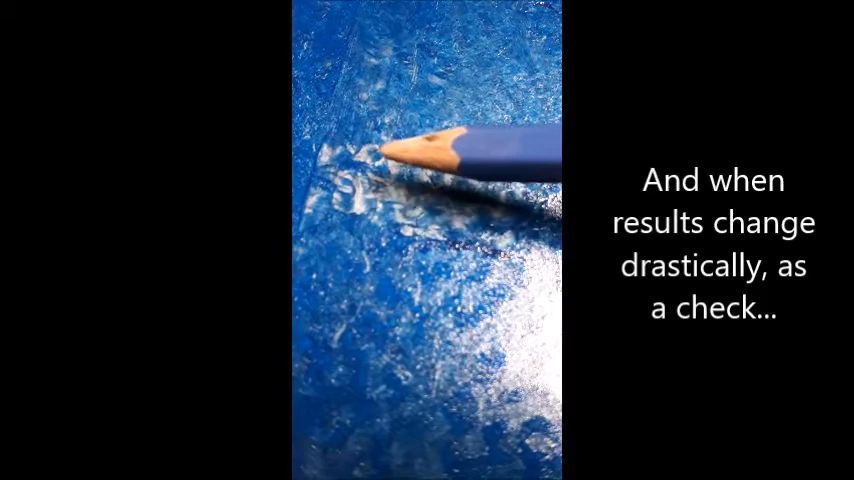 And when
results change
drastically, as
a check...